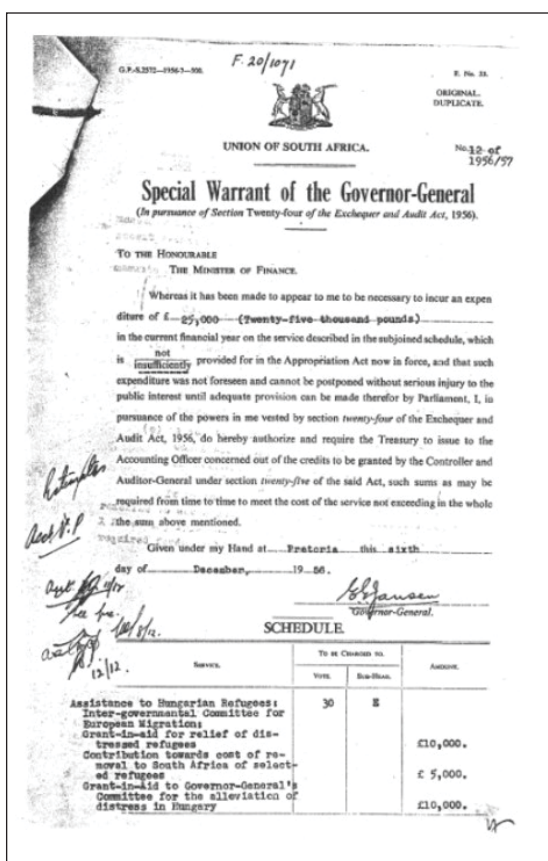 G.P.-S.2572—1956-7—500.
F. 20/1071
F. No. 33.
ORIGINAL.
DUPLICATE.
UNION OF SOUTH AFRICA.
No. 12 of
1956/57
Special Warrant of the Governor-General
(In pursuance of Section Twenty-four of the Exchequer and Audit Act, 1956).
TO THE HONOURABLE
THE MINISTER OF FINANCE.
Whereas it has been made to appear to me to be necessary to incur an expen
diture of £ 25,000 (Twenty-five thousand pounds)
in the current financial year on the service described in the subjoined schedule, which
is not / insufficiently provided for in the Appropriation Act now in force, and that such
expenditure was not foreseen and cannot be postponed without serious injury to the
public interest until adequate provision can be made therefor by Parliament, I, in
pursuance of the powers in me vested by section twenty-four of the Exchequer and
Audit Act, 1956, do hereby authorize and require the Treasury to issue to the
Accounting Officer concerned out of the credits to be granted by the Controller and
Auditor-General under section twenty-five of the said Act, such sums as may be
required from time to time to meet the cost of the service not exceeding in the whole
the sum above mentioned.
Given under my Hand at Pretoria this sixth
day of December, 1956.
EG Jansen
Governor-General.
12/12.
SCHEDULE.
SERVICE.
TO BE CHARGED TO.
VOTE.
SUB-HEAD.
AMOUNT.
Assistance to Hungarian Refugees:
Inter-governmental Committee for
European Migration:
30
E
Grant-in-aid for relief of dis-
tressed refugees
£10,000.
Contribution towards cost of re-
moval to South Africa of select-
ed refugees
£ 5,000.
Grant-in-Aid to Governor-General's
Committee for the alleviation of
distress in Hungary
£10,000.